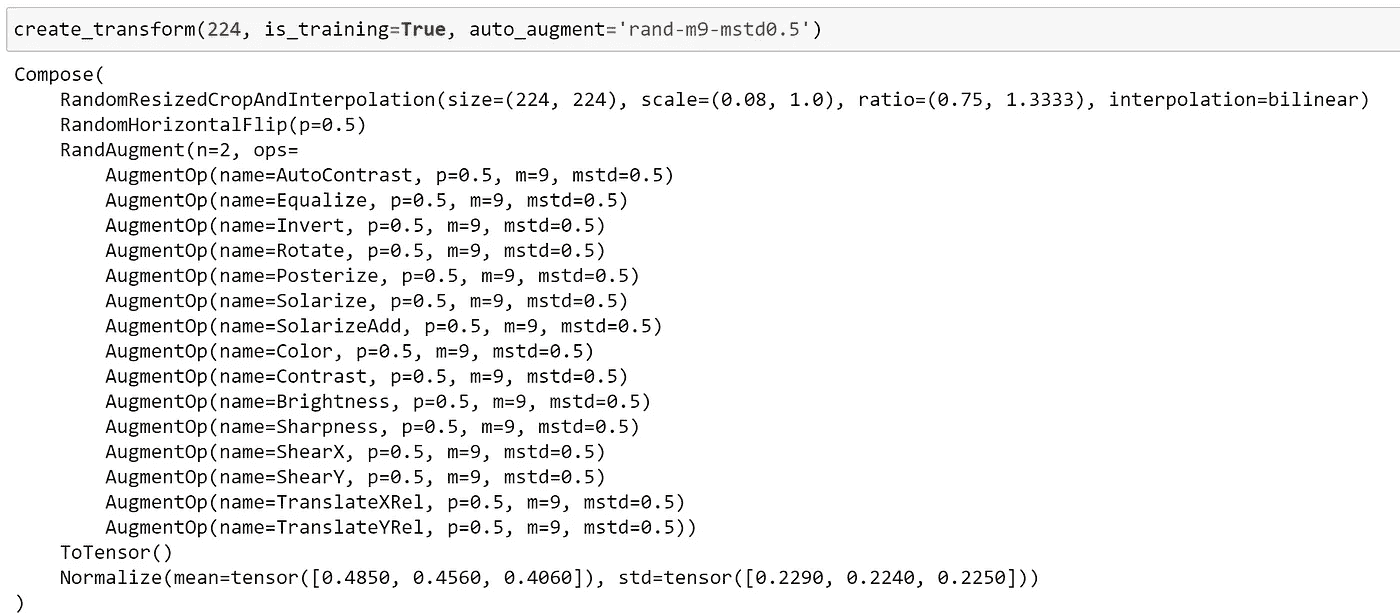 create_transform(224, is_training=True, auto_augment='rand-m9-mstd0.5')
Compose(
    RandomResizedCropAndInterpolation(size=(224, 224), scale=(0.08, 1.0), ratio=(0.75, 1.3333), interpolation=bilinear)
    RandomHorizontalFlip(p=0.5)
    RandAugment(n=2, ops=
        AugmentOp(name=AutoContrast, p=0.5, m=9, mstd=0.5)
        AugmentOp(name=Equalize, p=0.5, m=9, mstd=0.5)
        AugmentOp(name=Invert, p=0.5, m=9, mstd=0.5)
        AugmentOp(name=Rotate, p=0.5, m=9, mstd=0.5)
        AugmentOp(name=Posterize, p=0.5, m=9, mstd=0.5)
        AugmentOp(name=Solarize, p=0.5, m=9, mstd=0.5)
        AugmentOp(name=SolarizeAdd, p=0.5, m=9, mstd=0.5)
        AugmentOp(name=Color, p=0.5, m=9, mstd=0.5)
        AugmentOp(name=Contrast, p=0.5, m=9, mstd=0.5)
        AugmentOp(name=Brightness, p=0.5, m=9, mstd=0.5)
        AugmentOp(name=Sharpness, p=0.5, m=9, mstd=0.5)
        AugmentOp(name=ShearX, p=0.5, m=9, mstd=0.5)
        AugmentOp(name=ShearY, p=0.5, m=9, mstd=0.5)
        AugmentOp(name=TranslateXRel, p=0.5, m=9, mstd=0.5)
        AugmentOp(name=TranslateYRel, p=0.5, m=9, mstd=0.5))
    ToTensor()
    Normalize(mean=tensor([0.4850, 0.4560, 0.4060]), std=tensor([0.2290, 0.2240, 0.2250]))
)